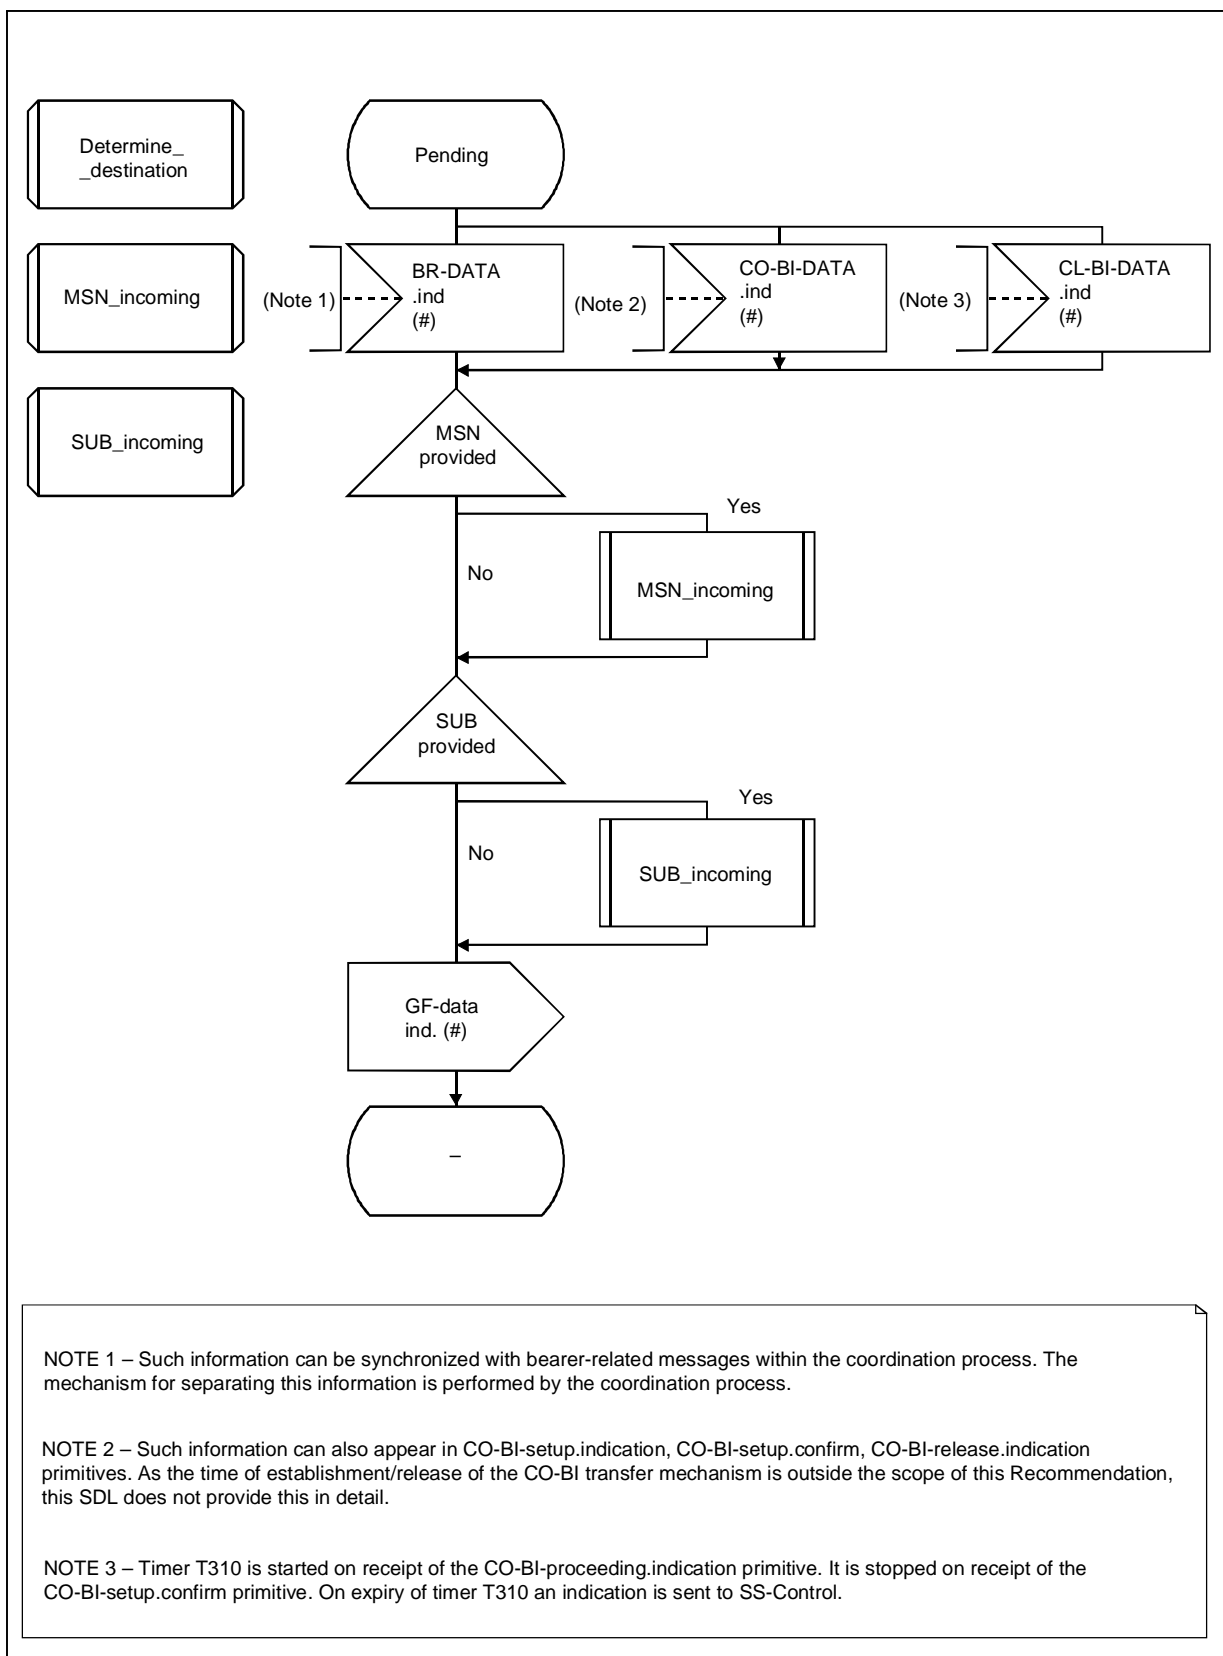 Determine_
_destination
Pending
MSN_incoming
(Note 1)
BR-DATA
.ind
(#)
(Note 2)
CO-BI-DATA
.ind
(#)
(Note 3)
CL-BI-DATA
.ind
(#)
SUB_incoming
MSN
provided
Yes
No
MSN_incoming
SUB
provided
Yes
No
SUB_incoming
GF-data
ind. (#)
–
NOTE 1 – Such information can be synchronized with bearer-related messages within the coordination process. The
mechanism for separating this information is performed by the coordination process.
NOTE 2 – Such information can also appear in CO-BI-setup.indication, CO-BI-setup.confirm, CO-BI-release.indication
primitives. As the time of establishment/release of the CO-BI transfer mechanism is outside the scope of this Recommendation,
this SDL does not provide this in detail.
NOTE 3 – Timer T310 is started on receipt of the CO-BI-proceeding.indication primitive. It is stopped on receipt of the
CO-BI-setup.confirm primitive. On expiry of timer T310 an indication is sent to SS-Control.